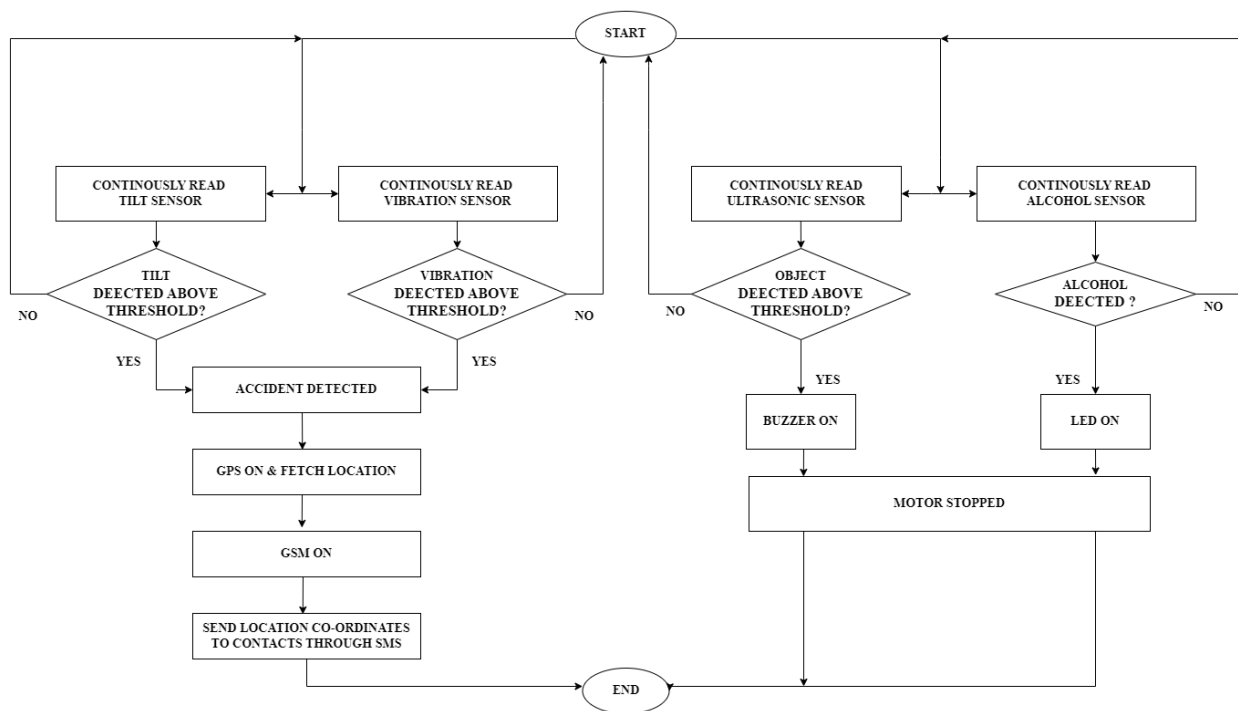 START
CONTINOUSLY READ
TILT SENSOR
CONTINOUSLY READ
VIBRATION SENSOR
CONTINOUSLY READ
ULTRASONIC SENSOR
CONTINOUSLY READ
ALCOHOL SENSOR
TILT
DEECTED ABOVE
THRESHOLD?
VIBRATION
DEECTED ABOVE
THRESHOLD?
OBJECT
DEECTED ABOVE
THRESHOLD?
ALCOHOL
DEECTED ?
NO
NO
NO
NO
YES
YES
YES
YES
ACCIDENT DETECTED
BUZZER ON
LED ON
GPS ON & FETCH LOCATION
MOTOR STOPPED
GSM ON
SEND LOCATION CO-ORDINATES
TO CONTACTS THROUGH SMS
END